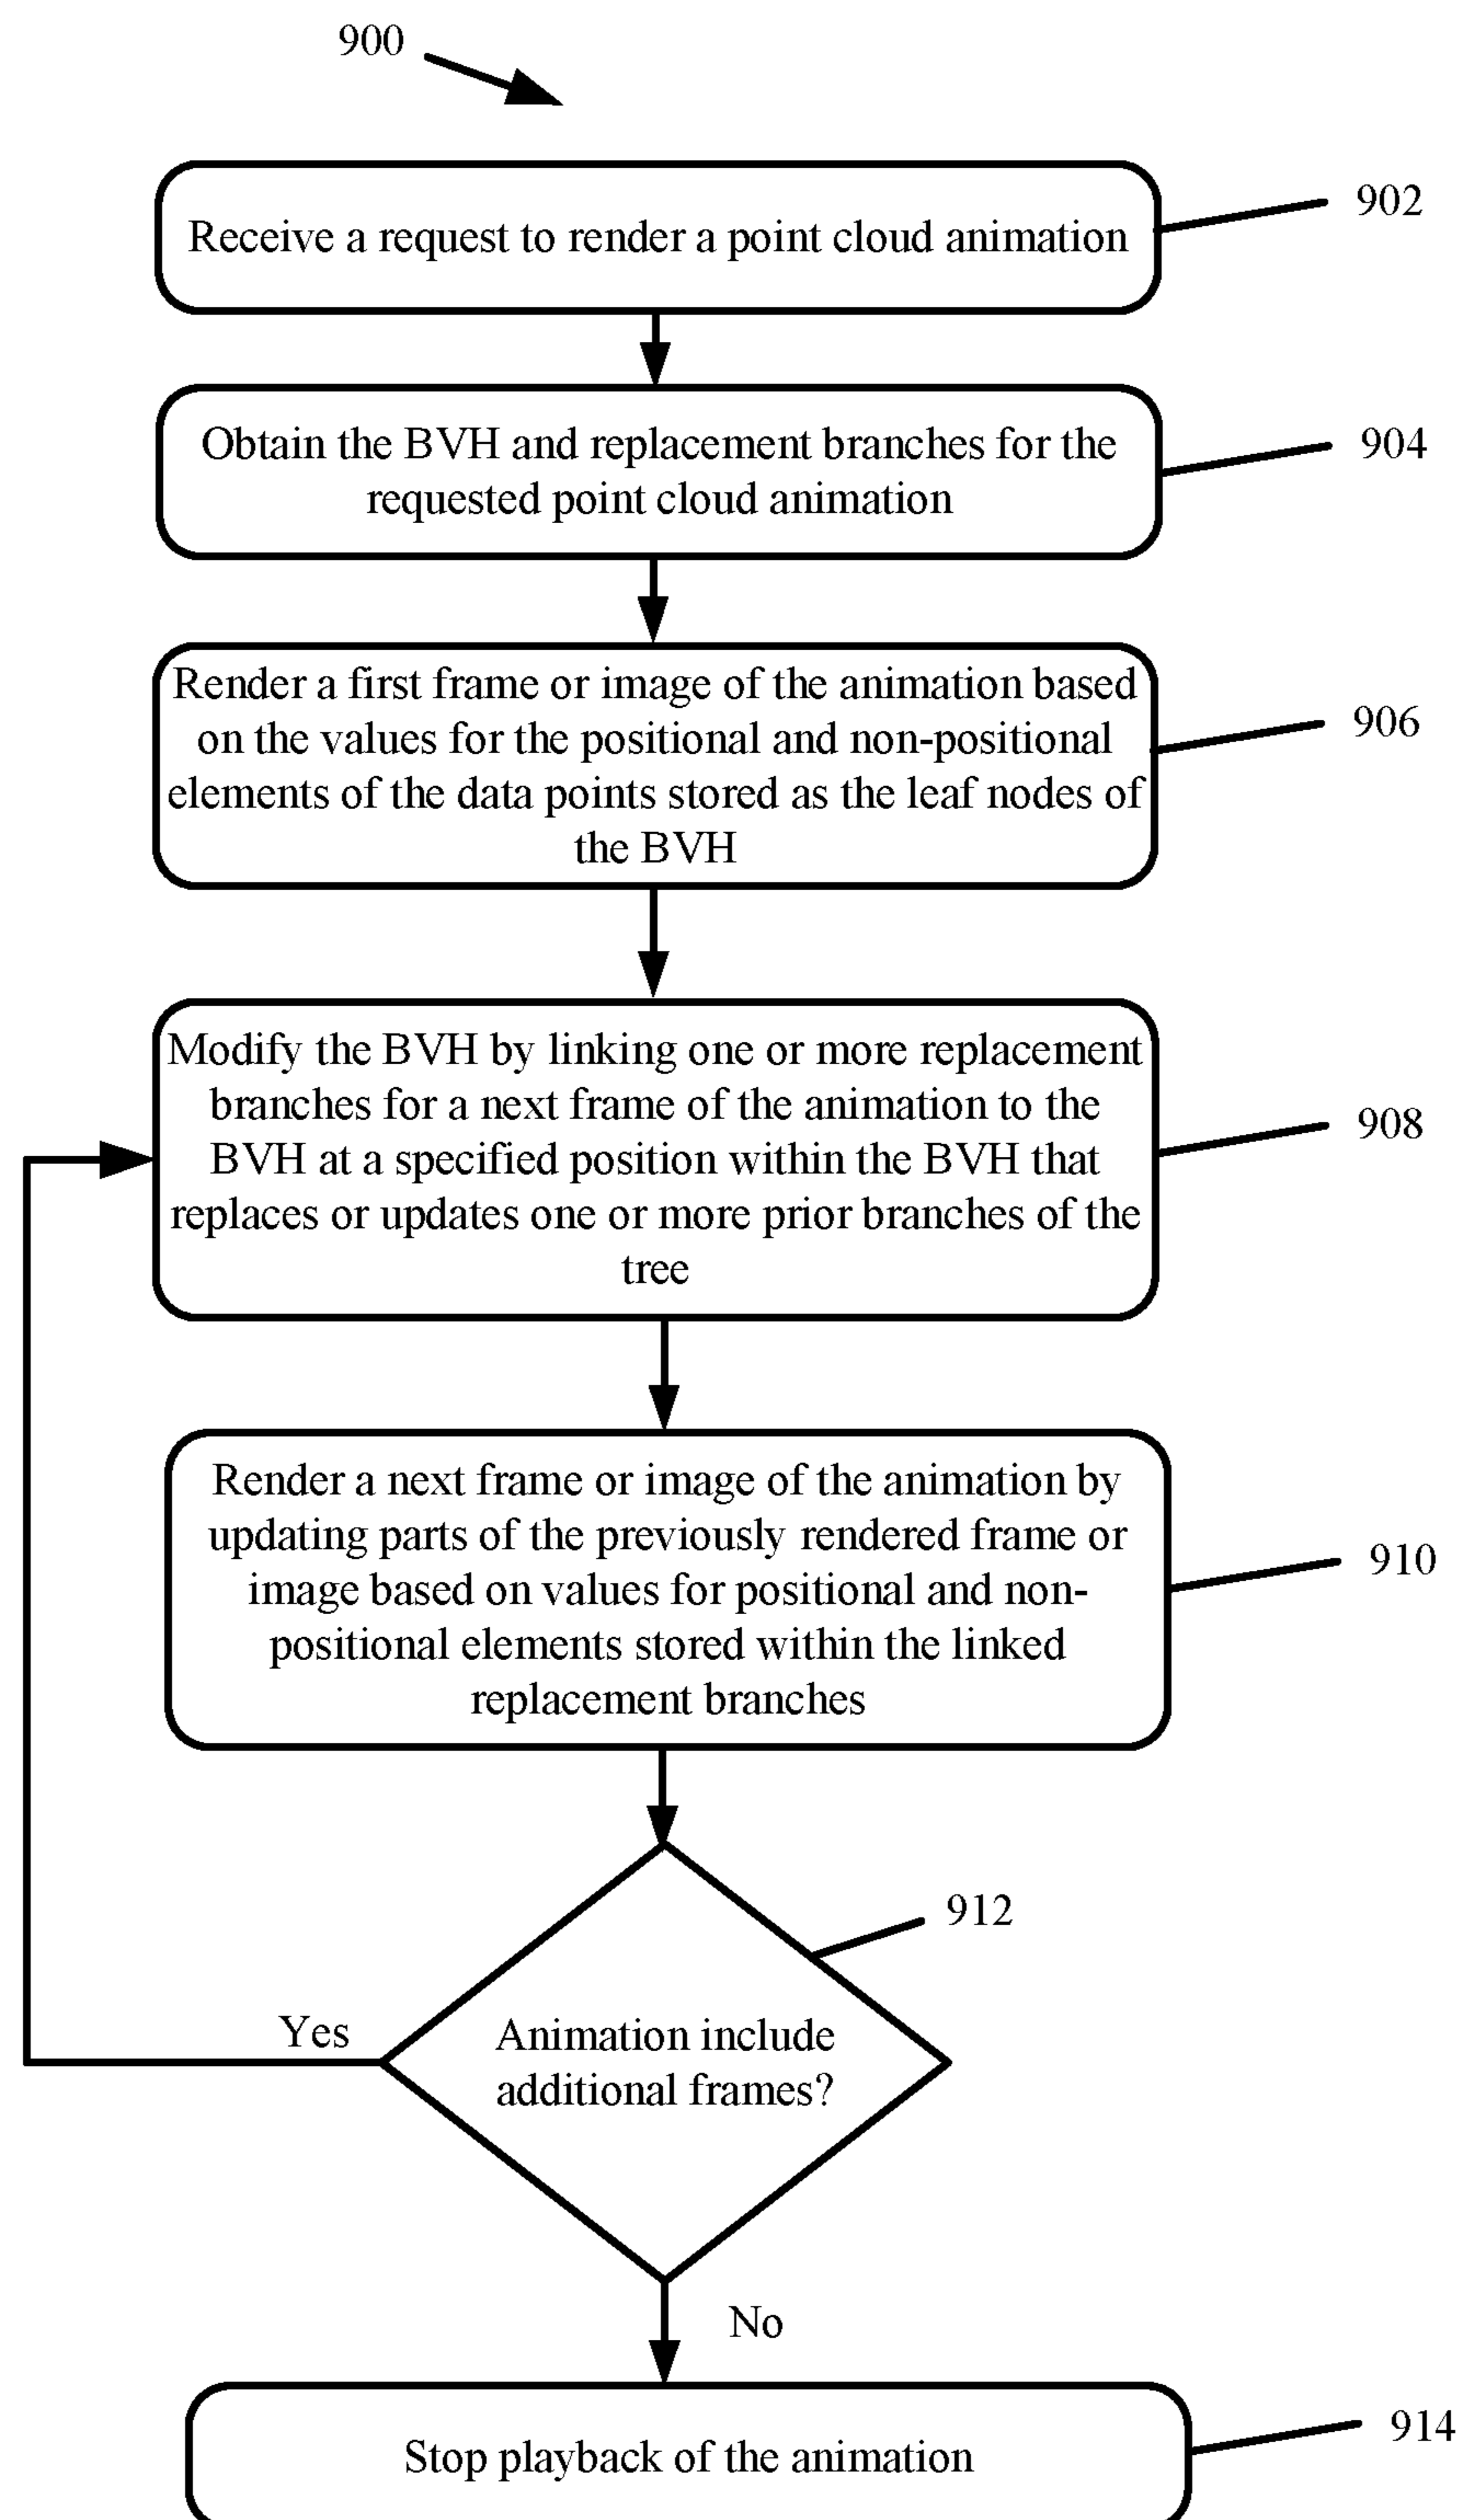 900
Receive a request to render a point cloud animation
902
Obtain the BVH and replacement branches for the
requested point cloud animation
904
Render a first frame or image of the animation based
on the values for the positional and non-positional
elements of the data points stored as the leaf nodes of
the BVH
906
Modify the BVH by linking one or more replacement
branches for a next frame of the animation to the
BVH at a specified position within the BVH that
replaces or updates one or more prior branches of the
tree
908
Render a next frame or image of the animation by
updating parts of the previously rendered frame or
image based on values for positional and non-
positional elements stored within the linked
replacement branches
910
912
Yes
Animation include
additional frames?
No
Stop playback of the animation
914